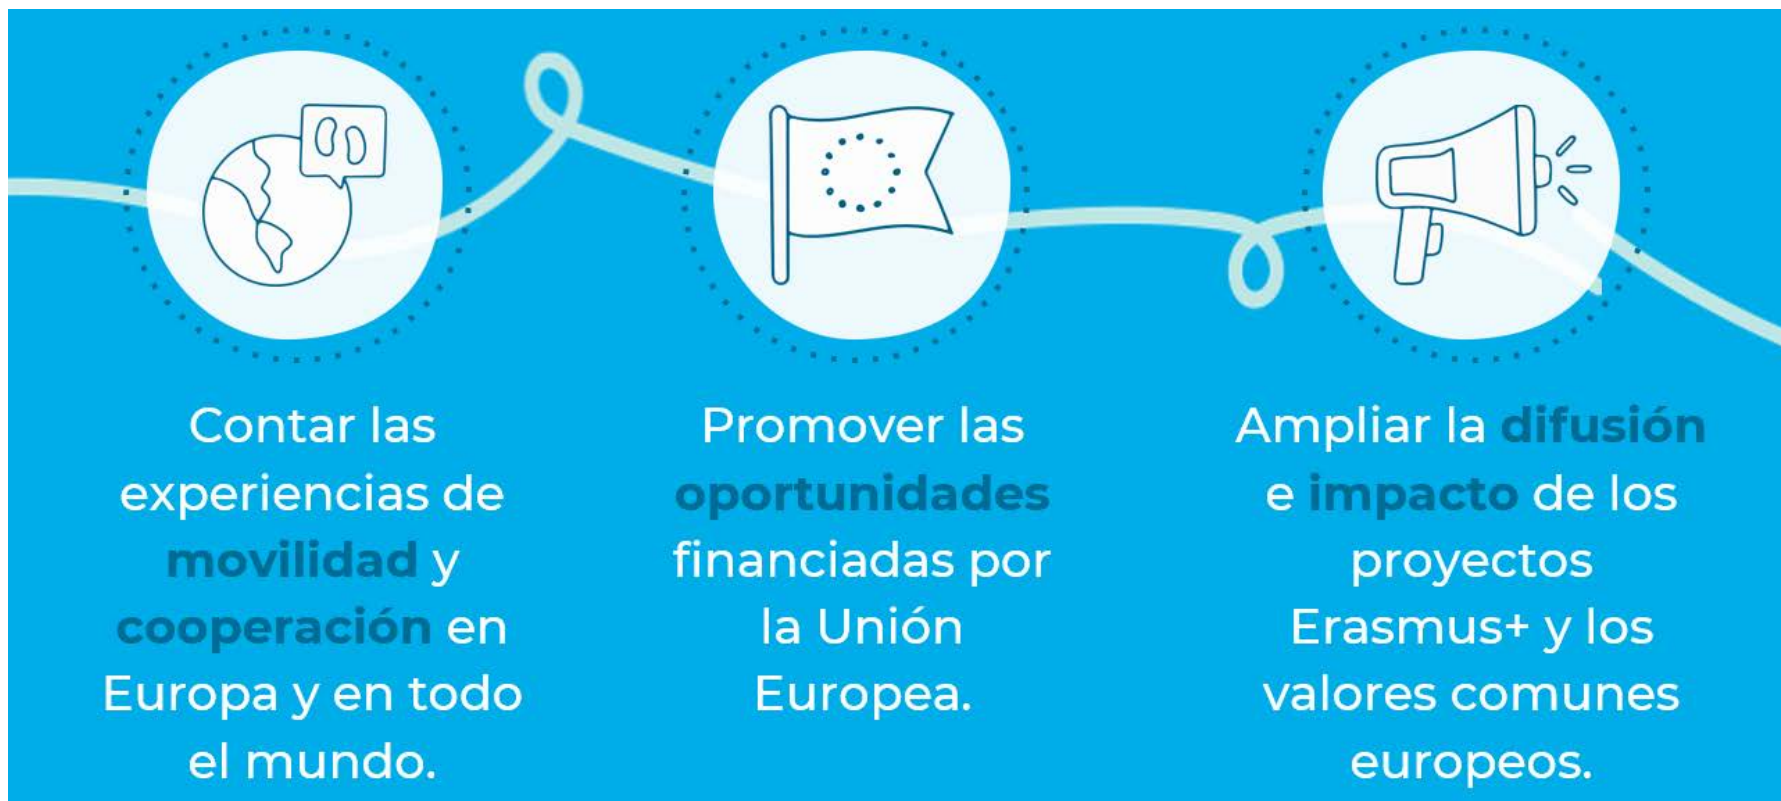 Contar las
experiencias de
movilidad y
cooperación en
Europa y en todo
el mundo.
Promover las
oportunidades
financiadas por
la Unión
Europea.
Ampliar la difusión
e impacto de los
proyectos
Erasmus+ y los
valores comunes
europeos.